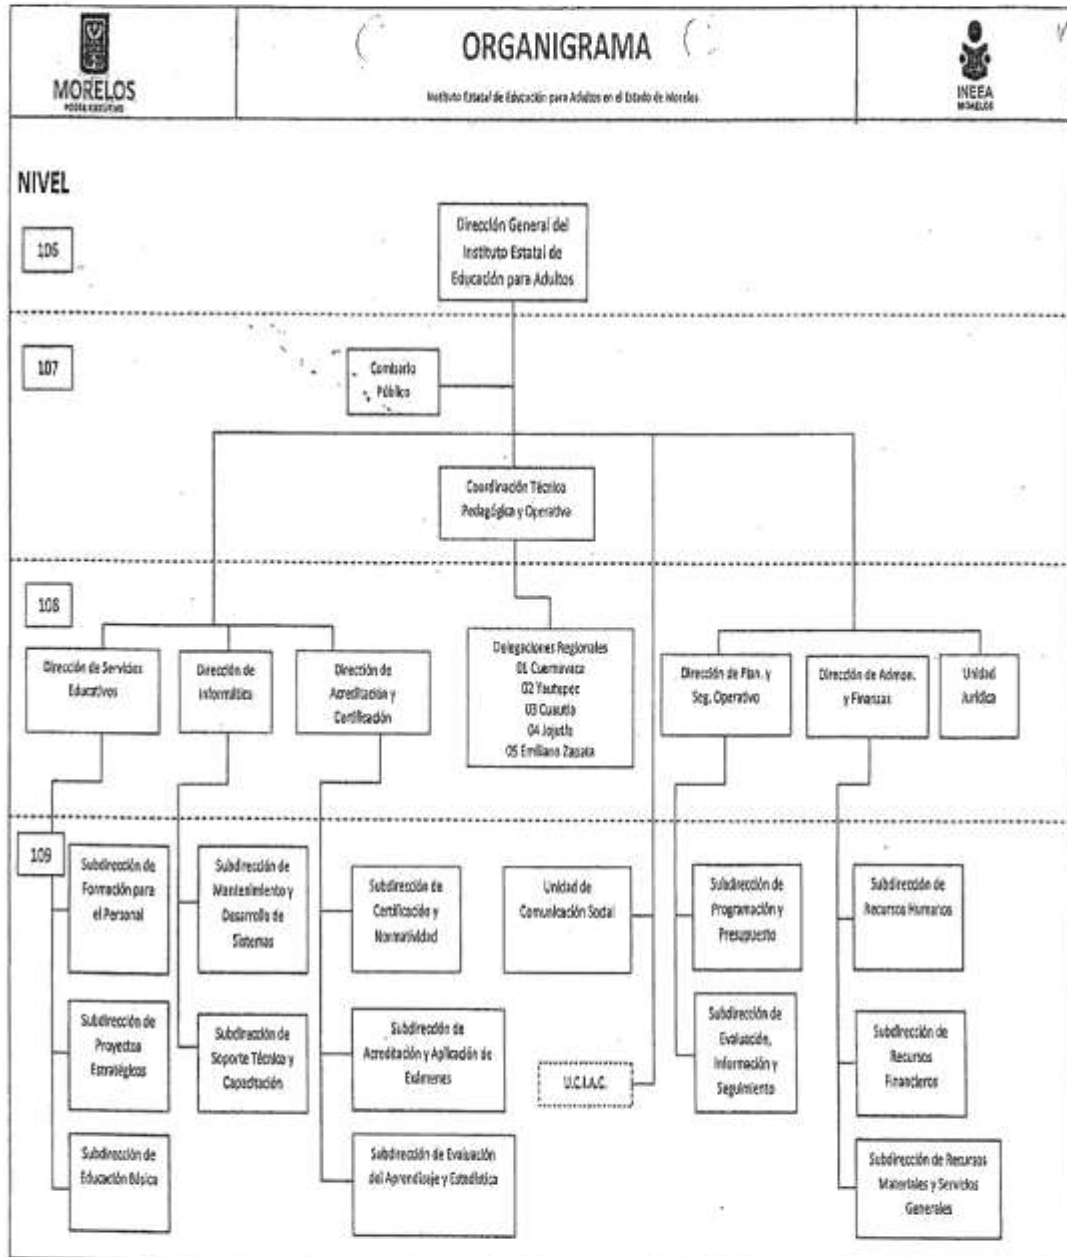 MORELOS
PODER EJECUTIVO
ORGANIGRAMA
Instituto Estatal de Educación para Adultos en el Estado de Morelos
INEEA
MORELOS
NIVEL
106
Dirección General del
Instituto Estatal de
Educación para Adultos
107
Comisario
Público
Coordinación Técnico
Pedagógica y Operativa
108
Dirección de Servicios
Educativos
Dirección de
Informática
Dirección de
Acreditación y
Certificación
Delegaciones Regionales
01 Cuernavaca
02 Yautepec
03 Cuautla
04 Jojutla
05 Emiliano Zapata
Dirección de Plan. y
Seg. Operativo
Dirección de Admon.
y Finanzas
Unidad
Jurídica
109
Subdirección de
Formación para
el Personal
Subdirección de
Mantenimiento y
Desarrollo de
Sistemas
Subdirección de
Certificación y
Normatividad
Unidad de
Comunicación Social
Subdirección de
Programación y
Presupuesto
Subdirección de
Recursos Humanos
Subdirección de
Proyectos
Estratégicos
Subdirección de
Soporte Técnico y
Capacitación
Subdirección de
Acreditación y Aplicación de
Exámenes
U.C.I.A.C.
Subdirección de
Evaluación,
Información y
Seguimiento
Subdirección de
Recursos
Financieros
Subdirección de
Educación Básica
Subdirección de Evaluación
del Aprendizaje y Estadística
Subdirección de Recursos
Materiales y Servicios
Generales